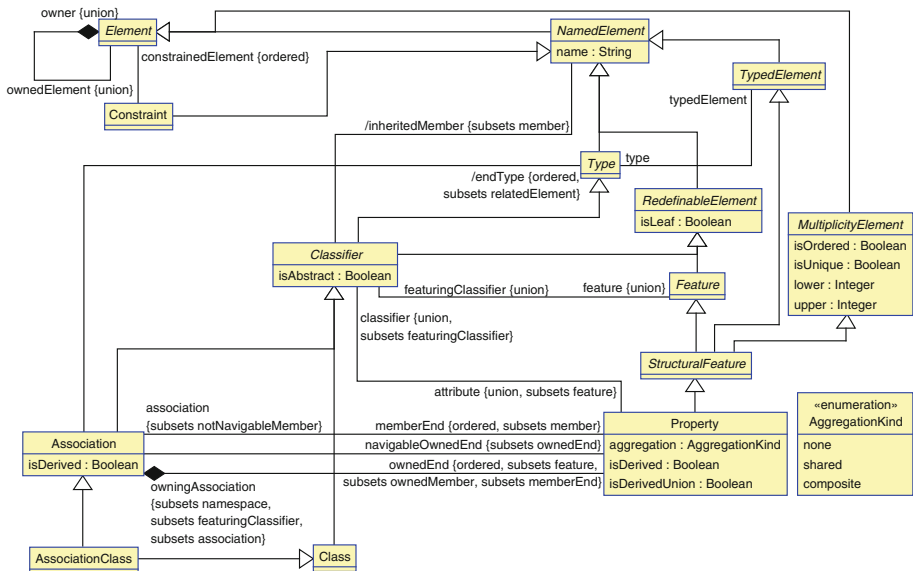 owner {union}
Element
ownedElement {union}
constrainedElement {ordered}
Constraint
NamedElement
name : String
TypedElement
typedElement
/inheritedMember {subsets member}
Type
type
/endType {ordered,
subsets relatedElement}
RedefinableElement
isLeaf : Boolean
MultiplicityElement
isOrdered : Boolean
isUnique : Boolean
lower : Integer
upper : Integer
Classifier
isAbstract : Boolean
featuringClassifier {union}
feature {union}
Feature
classifier {union,
subsets featuringClassifier}
StructuralFeature
attribute {union, subsets feature}
association
{subsets notNavigableMember}
memberEnd {ordered, subsets member}
navigableOwnedEnd {subsets ownedEnd}
ownedEnd {ordered, subsets feature,
subsets ownedMember, subsets memberEnd}
Property
aggregation : AggregationKind
isDerived : Boolean
isDerivedUnion : Boolean
«enumeration»
AggregationKind
none
shared
composite
Association
isDerived : Boolean
owningAssociation
{subsets namespace,
subsets featuringClassifier,
subsets association}
AssociationClass
Class